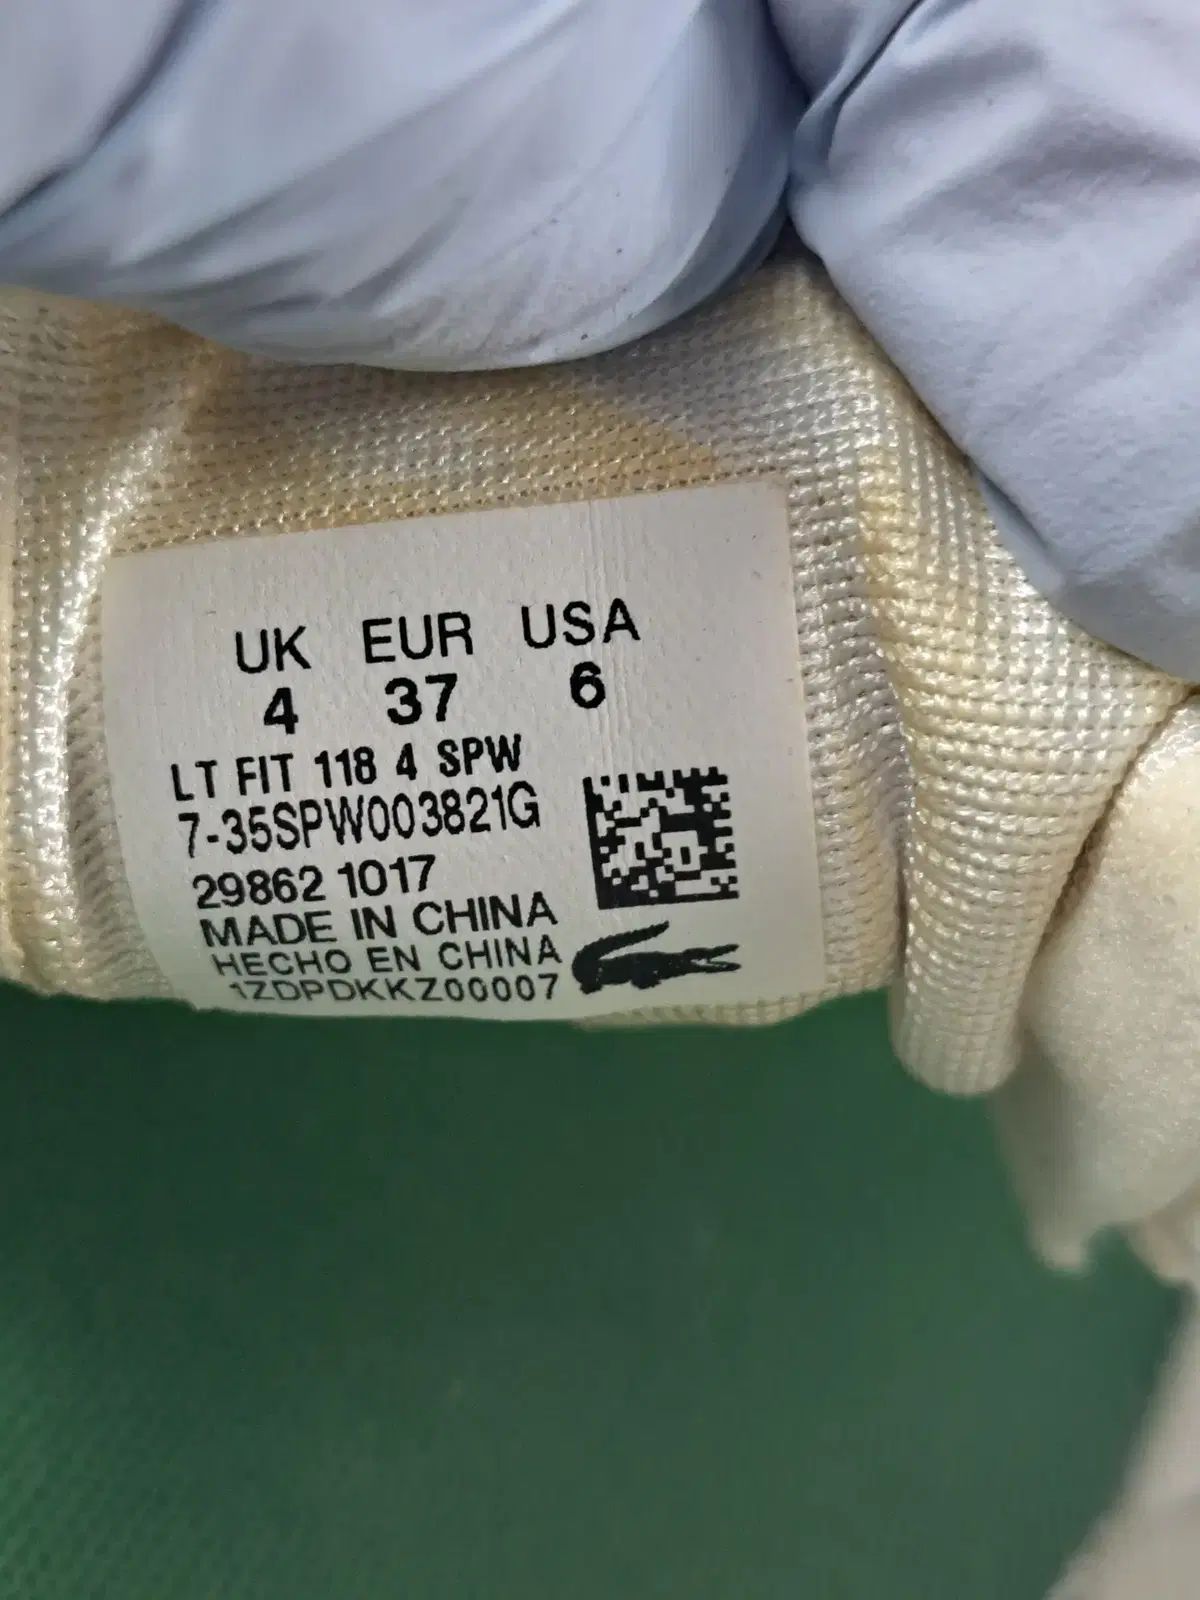 UK EUR USA
4 37 6
LT FIT 118 4 SPW
7-35SPW003821G
29862 1017
MADE IN CHINA
HECHO EN CHINA
1ZDPDKKZ00007